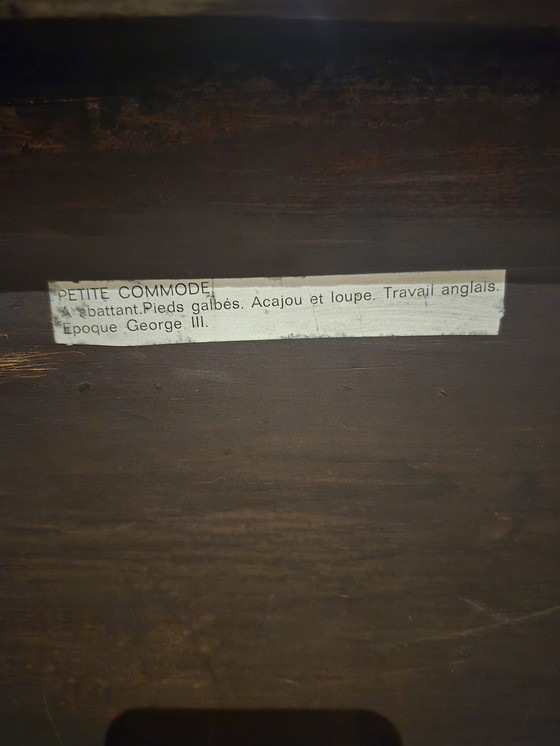 PETITE COMMODE
A abattant.Pieds galbés. Acajou et loupe. Travail anglais.
Epoque George III.